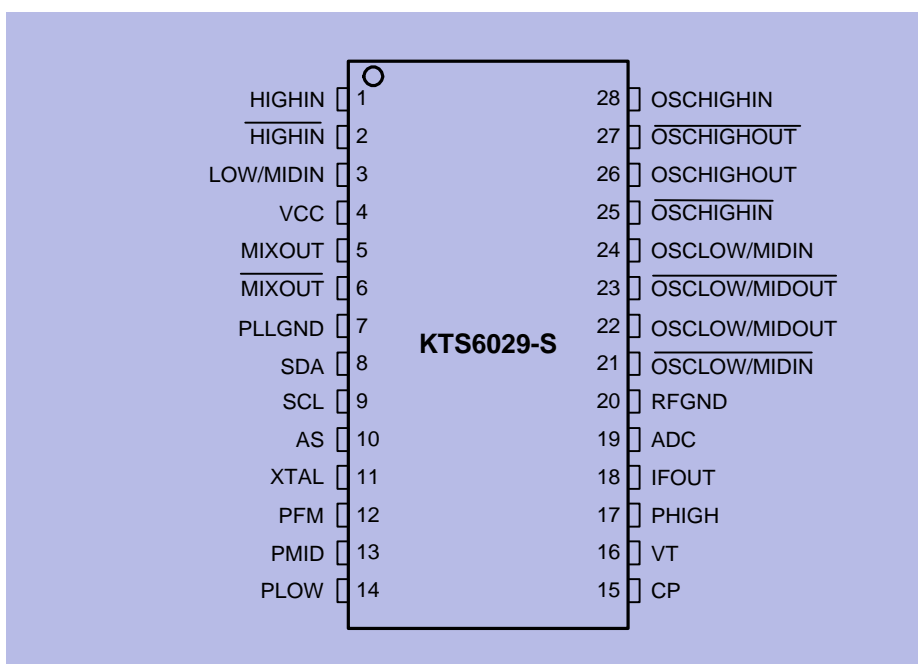 HIGHIN 1 28 OSCHIGHIN
HIGHIN 2 27 OSCHIGHOUT
LOW/MIDIN 3 26 OSCHIGHOUT
VCC 4 25 OSCHIGHIN
MIXOUT 5 24 OSCLOW/MIDIN
MIXOUT 6 23 OSCLOW/MIDOUT
PLLGND 7 22 OSCLOW/MIDOUT
KTS6029-S
SDA 8 21 OSCLOW/MIDIN
SCL 9 20 RFGND
AS 10 19 ADC
XTAL 11 18 IFOUT
PFM 12 17 PHIGH
PMID 13 16 VT
PLOW 14 15 CP